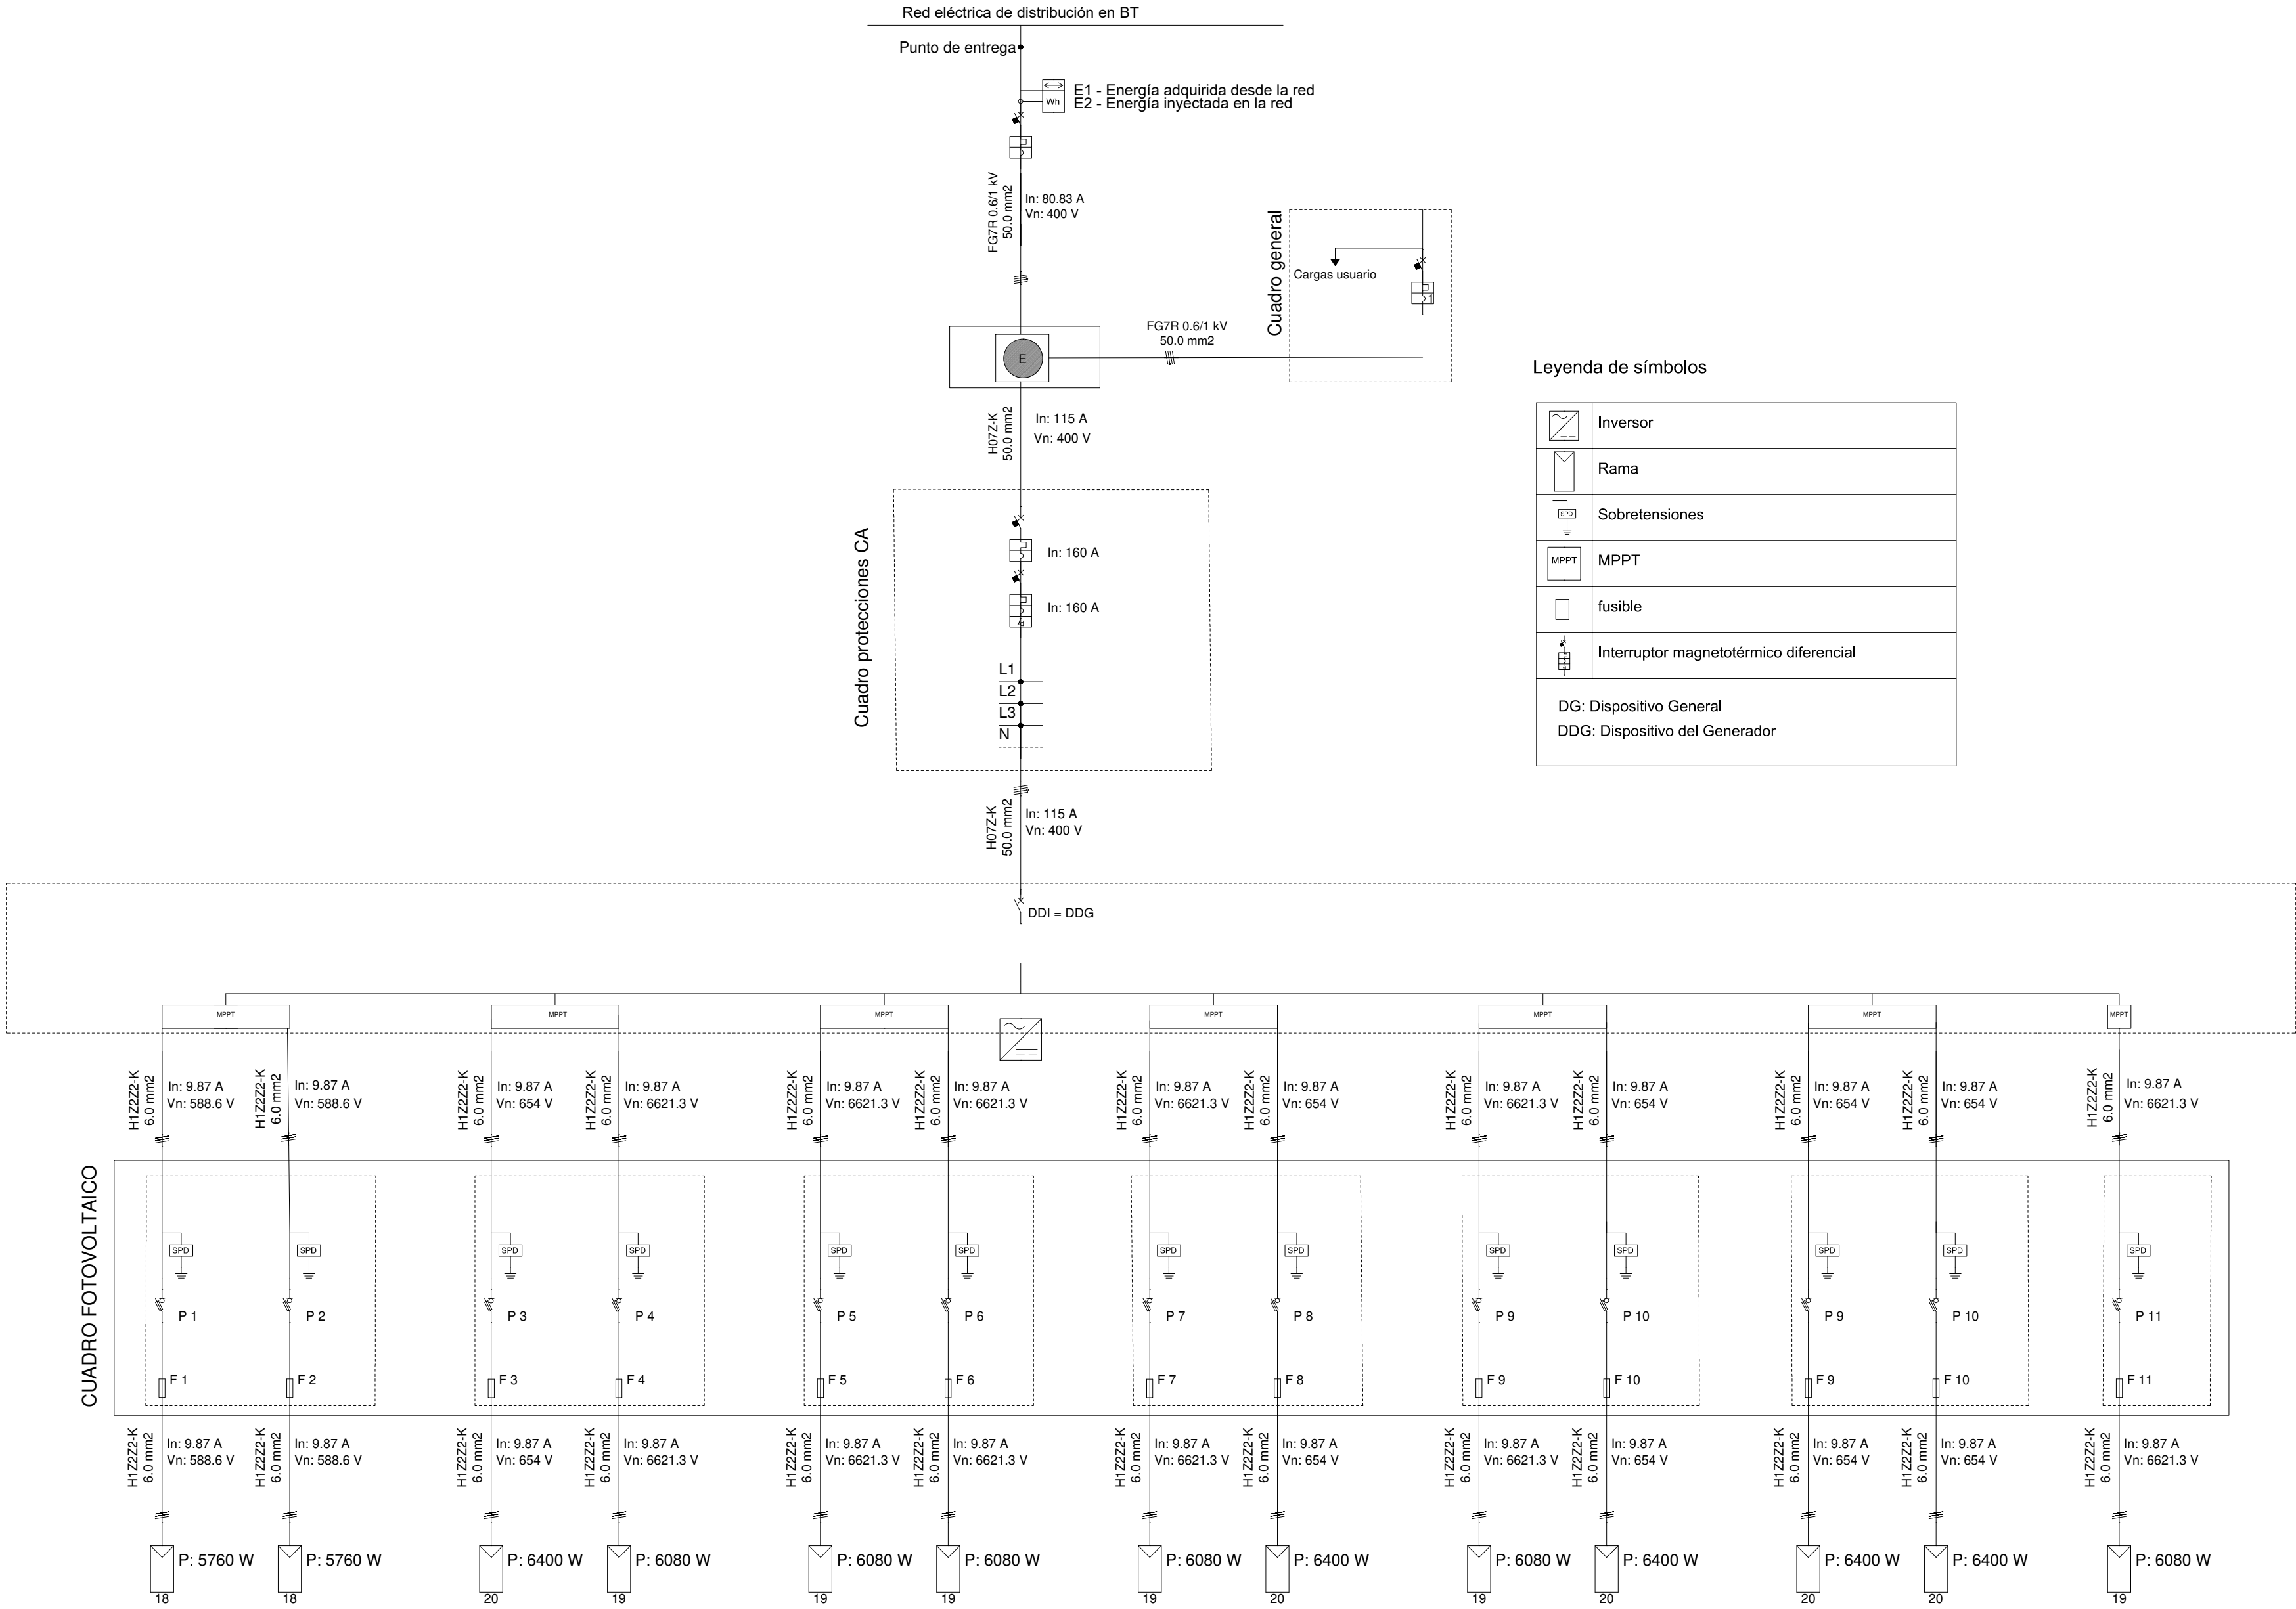 Red eléctrica de distribución en BT
Punto de entrega
E1 - Energía adquirida desde la red
Wh
E2 - Energía inyectada en la red
FG7R 0.6/1 kV
50.0 mm2
In: 80.83 A
Vn: 400 V
Cuadro general
Cargas usuario
1
FG7R 0.6/1 kV
50.0 mm2
E
H07Z-K
50.0 mm2
In: 115 A
Vn: 400 V
Leyenda de símbolos
Inversor
Rama
SPD
Sobretensiones
MPPT
MPPT
fusible
Interruptor magnetotérmico diferencial
DG: Dispositivo General
DDG: Dispositivo del Generador
Cuadro protecciones CA
In: 160 A
In: 160 A
L1
L2
L3
N
H07Z-K
50.0 mm2
In: 115 A
Vn: 400 V
DDI = DDG
MPPT
MPPT
MPPT
MPPT
MPPT
MPPT
MPPT
H1Z2Z2-K
6.0 mm2
In: 9.87 A
Vn: 588.6 V
H1Z2Z2-K
6.0 mm2
In: 9.87 A
Vn: 588.6 V
H1Z2Z2-K
6.0 mm2
In: 9.87 A
Vn: 654 V
H1Z2Z2-K
6.0 mm2
In: 9.87 A
Vn: 6621.3 V
H1Z2Z2-K
6.0 mm2
In: 9.87 A
Vn: 6621.3 V
H1Z2Z2-K
6.0 mm2
In: 9.87 A
Vn: 6621.3 V
H1Z2Z2-K
6.0 mm2
In: 9.87 A
Vn: 6621.3 V
H1Z2Z2-K
6.0 mm2
In: 9.87 A
Vn: 654 V
H1Z2Z2-K
6.0 mm2
In: 9.87 A
Vn: 6621.3 V
H1Z2Z2-K
6.0 mm2
In: 9.87 A
Vn: 654 V
H1Z2Z2-K
6.0 mm2
In: 9.87 A
Vn: 654 V
H1Z2Z2-K
6.0 mm2
In: 9.87 A
Vn: 654 V
H1Z2Z2-K
6.0 mm2
In: 9.87 A
Vn: 6621.3 V
CUADRO FOTOVOLTAICO
SPD
SPD
SPD
SPD
SPD
SPD
SPD
SPD
SPD
SPD
SPD
SPD
SPD
P 1
P 2
P 3
P 4
P 5
P 6
P 7
P 8
P 9
P 10
P 9
P 10
P 11
F 1
F 2
F 3
F 4
F 5
F 6
F 7
F 8
F 9
F 10
F 9
F 10
F 11
H1Z2Z2-K
6.0 mm2
In: 9.87 A
Vn: 588.6 V
H1Z2Z2-K
6.0 mm2
In: 9.87 A
Vn: 588.6 V
H1Z2Z2-K
6.0 mm2
In: 9.87 A
Vn: 654 V
H1Z2Z2-K
6.0 mm2
In: 9.87 A
Vn: 6621.3 V
H1Z2Z2-K
6.0 mm2
In: 9.87 A
Vn: 6621.3 V
H1Z2Z2-K
6.0 mm2
In: 9.87 A
Vn: 6621.3 V
H1Z2Z2-K
6.0 mm2
In: 9.87 A
Vn: 6621.3 V
H1Z2Z2-K
6.0 mm2
In: 9.87 A
Vn: 654 V
H1Z2Z2-K
6.0 mm2
In: 9.87 A
Vn: 6621.3 V
H1Z2Z2-K
6.0 mm2
In: 9.87 A
Vn: 654 V
H1Z2Z2-K
6.0 mm2
In: 9.87 A
Vn: 654 V
H1Z2Z2-K
6.0 mm2
In: 9.87 A
Vn: 654 V
H1Z2Z2-K
6.0 mm2
In: 9.87 A
Vn: 6621.3 V
P: 5760 W
P: 5760 W
P: 6400 W
P: 6080 W
P: 6080 W
P: 6080 W
P: 6080 W
P: 6400 W
P: 6080 W
P: 6400 W
P: 6400 W
P: 6400 W
P: 6080 W
18
18
20
19
19
19
19
20
19
20
20
20
19